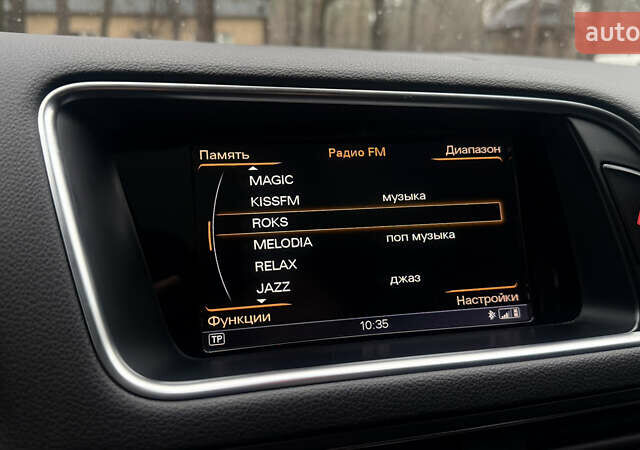 auto
Память Радио FM Диапазон
MAGIC
KISSFM музыка
ROKS
MELODIA поп музыка
RELAX
JAZZ джаз
Функции Настройки
10:35
TP